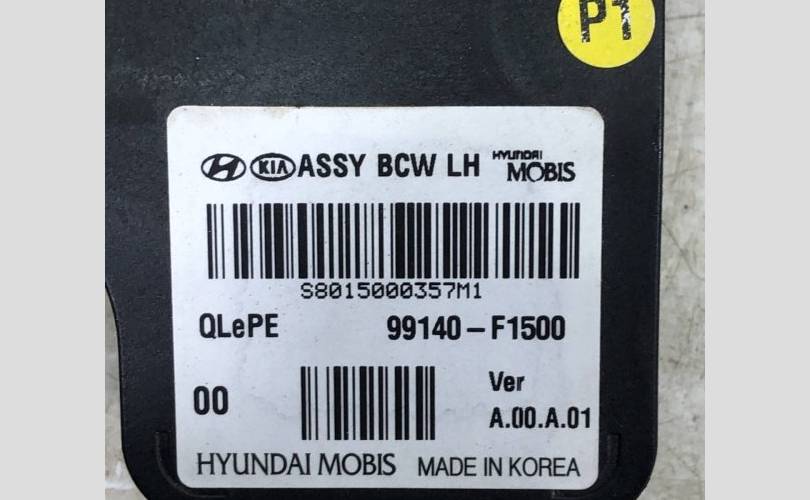 P1
KIA ASSY BCW LH HYUNDAI MOBIS
S8015000357M1
QLePE 99140-F1500
00 Ver
A.00.A.01
HYUNDAI MOBIS MADE IN KOREA